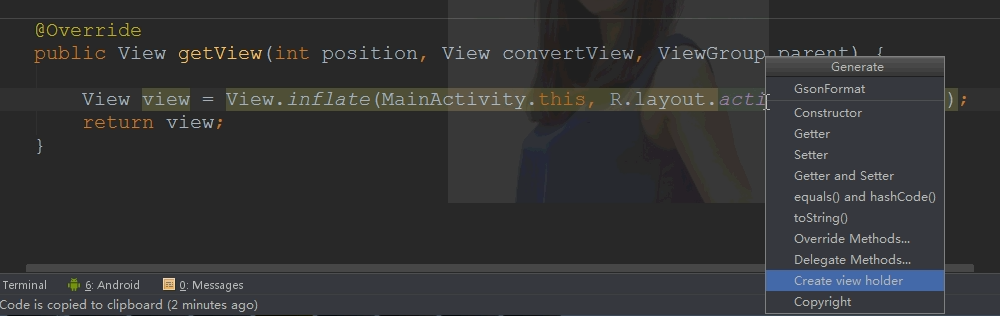 @Override
public View getView(int position, View convertView, ViewGroup parent) {
View view = View.inflate(MainActivity.this, R.layout.acti );
return view;
}
Generate
GsonFormat
Constructor
Getter
Setter
Getter and Setter
equals() and hashCode()
toString()
Override Methods...
Delegate Methods...
Create view holder
Copyright
Terminal 6: Android 0: Messages
Code is copied to clipboard (2 minutes ago)